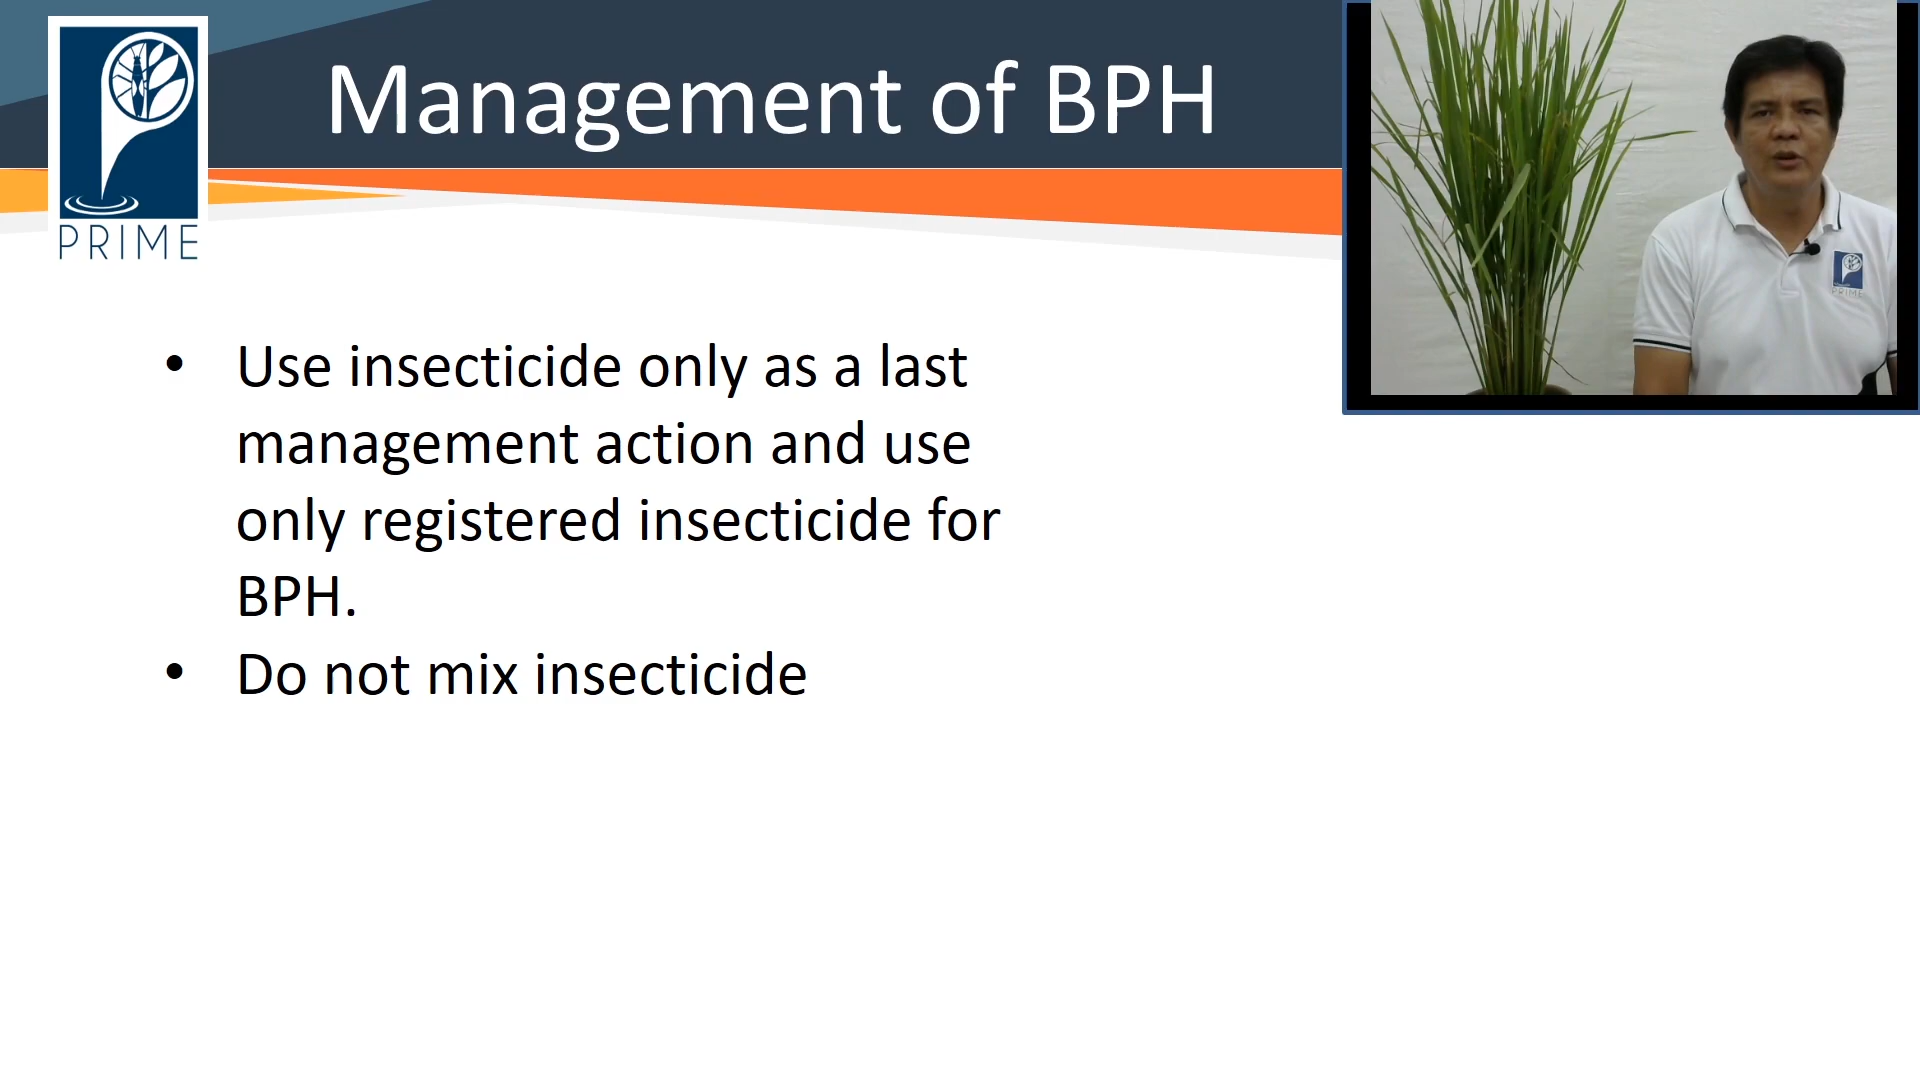 Management of BPH
PRIME
• Use insecticide only as a last
management action and use
only registered insecticide for
BPH.
• Do not mix insecticide
PRIME